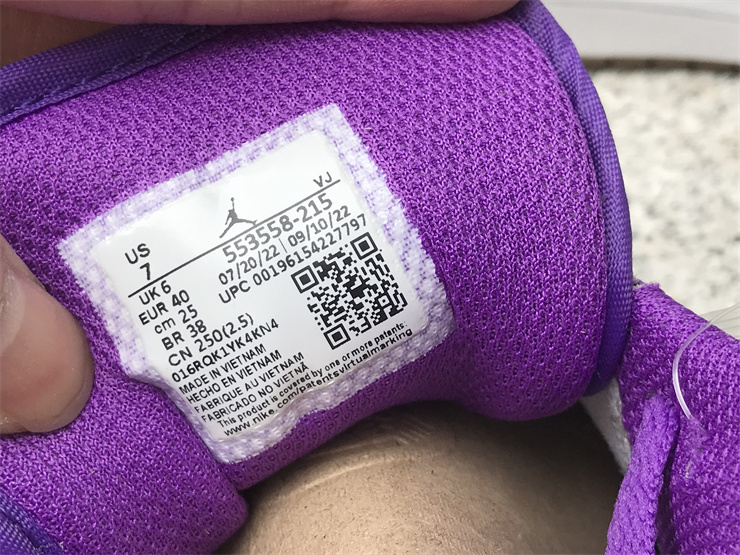 VJ
US
7
553558-215
UK 6
07/20/22 | 09/10/22
EUR 40
UPC 00196154227797
cm 25
BR 38
CN 250(2.5)
016RQK1YK4KN4
MADE IN VIETNAM
HECHO EN VIETNAM
FABRIQUE AU VIETNAM
FABRICADO NO VIETNÃ
This product is covered by one or more patents:
www.nike.com/patentsvirtualmarking